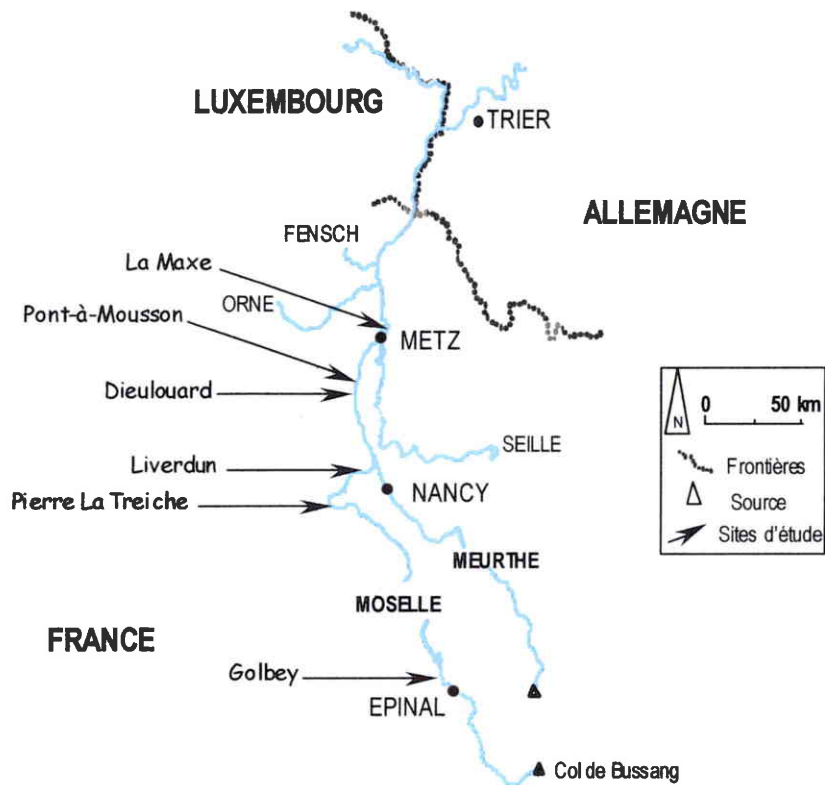 LUXEMBOURG
TRIER
ALLEMAGNE
FENSCH
La Maxe
ORNE
Pont-à-Mousson
METZ
Dieulouard
SEILLE
Liverdun
NANCY
Pierre La Treiche
MEURTHE
MOSELLE
FRANCE
Golbey
EPINAL
Col de Bussang
N
0 50 km
Frontières
Source
Sites d'étude